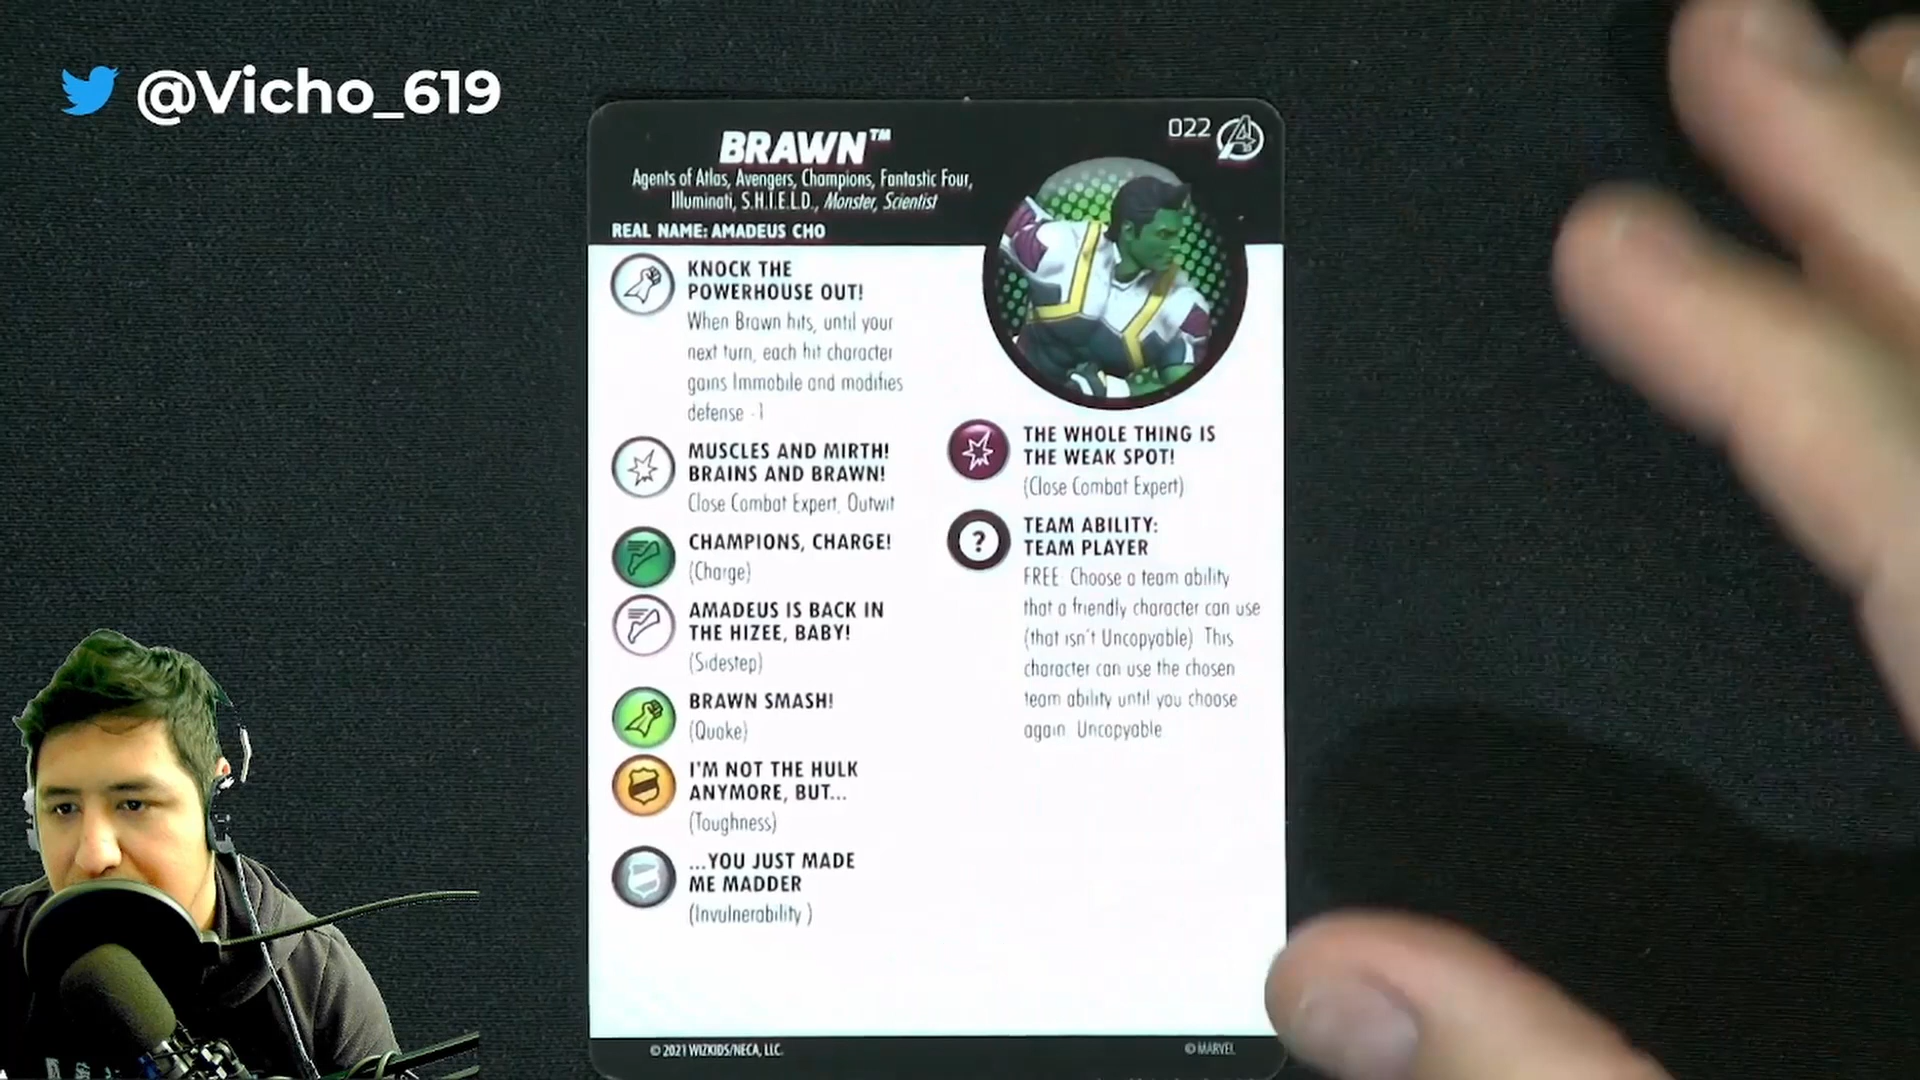 @Vicho_619
BRAWN™
022
Agents of Atlas, Avengers, Champions, Fantastic Four,
Illuminati, S.H.I.E.L.D., Monster, Scientist
REAL NAME: AMADEUS CHO
KNOCK THE
POWERHOUSE OUT!
When Brawn hits, until your
next turn, each hit character
gains Immobile and modifies
defense -1
MUSCLES AND MIRTH!
BRAINS AND BRAWN!
Close Combat Expert, Outwit
CHAMPIONS, CHARGE!
(Charge)
AMADEUS IS BACK IN
THE HIZEE, BABY!
(Sidestep)
BRAWN SMASH!
(Quake)
I'M NOT THE HULK
ANYMORE, BUT...
(Toughness)
...YOU JUST MADE
ME MADDER
(Invulnerability )
THE WHOLE THING IS
THE WEAK SPOT!
(Close Combat Expert)
?
TEAM ABILITY:
TEAM PLAYER
FREE Choose a team ability
that a friendly character can use
(that isn't Uncopyable) This
character can use the chosen
team ability until you choose
again Uncopyable
© 2021 WIZKIDS/NECA, LLC.
© MARVEL